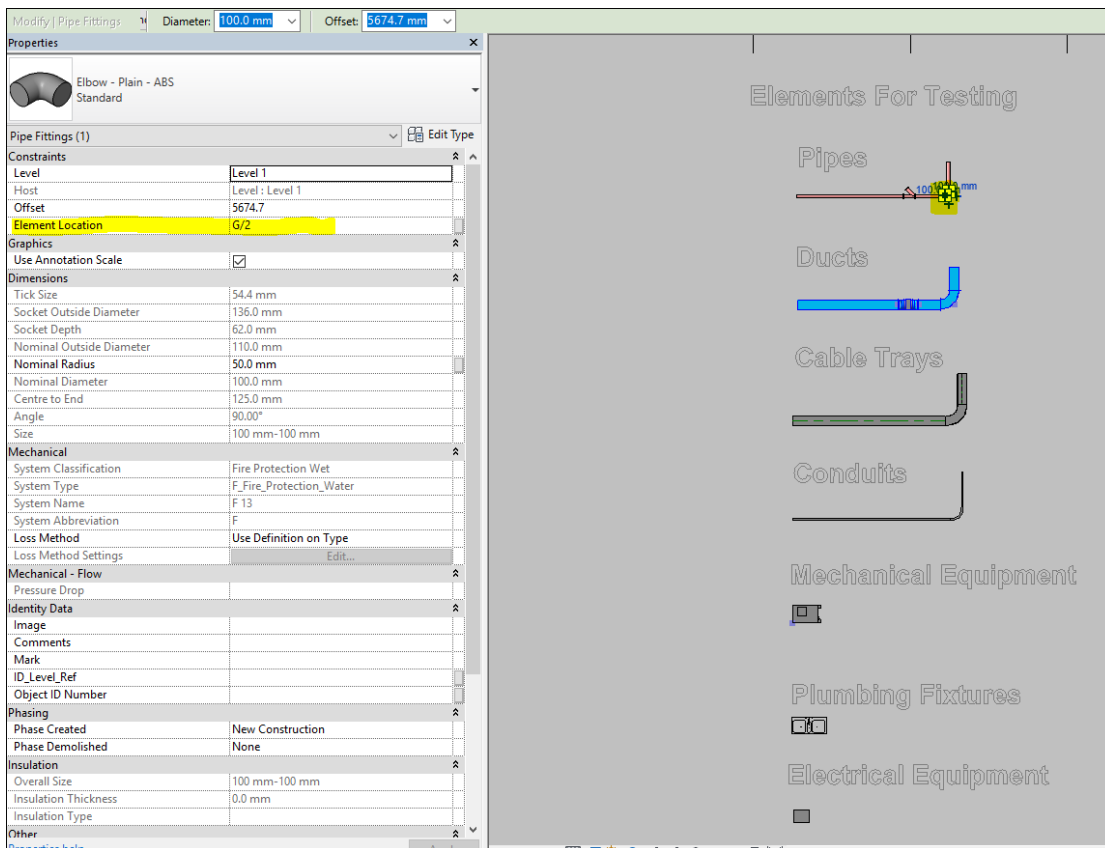 Modify | Pipe Fittings Diameter: 100.0 mm Offset: 5674.7 mm
Properties
Elbow - Plain - ABS
Standard
Pipe Fittings (1) Edit Type
Constraints
Level Level 1
Host Level : Level 1
Offset 5674.7
Element Location G/2
Graphics
Use Annotation Scale
Dimensions
Tick Size 54.4 mm
Socket Outside Diameter 136.0 mm
Socket Depth 62.0 mm
Nominal Outside Diameter 110.0 mm
Nominal Radius 50.0 mm
Nominal Diameter 100.0 mm
Centre to End 125.0 mm
Angle 90.00°
Size 100 mm-100 mm
Mechanical
System Classification Fire Protection Wet
System Type F_Fire_Protection_Water
System Name F 13
System Abbreviation F
Loss Method Use Definition on Type
Loss Method Settings Edit...
Mechanical - Flow
Pressure Drop
Identity Data
Image
Comments
Mark
ID_Level_Ref
Object ID Number
Phasing
Phase Created New Construction
Phase Demolished None
Insulation
Overall Size 100 mm-100 mm
Insulation Thickness 0.0 mm
Insulation Type
Other
Properties help
Elements For Testing
Pipes
100 mm
Ducts
Cable Trays
Conduits
Mechanical Equipment
Plumbing Fixtures
Electrical Equipment